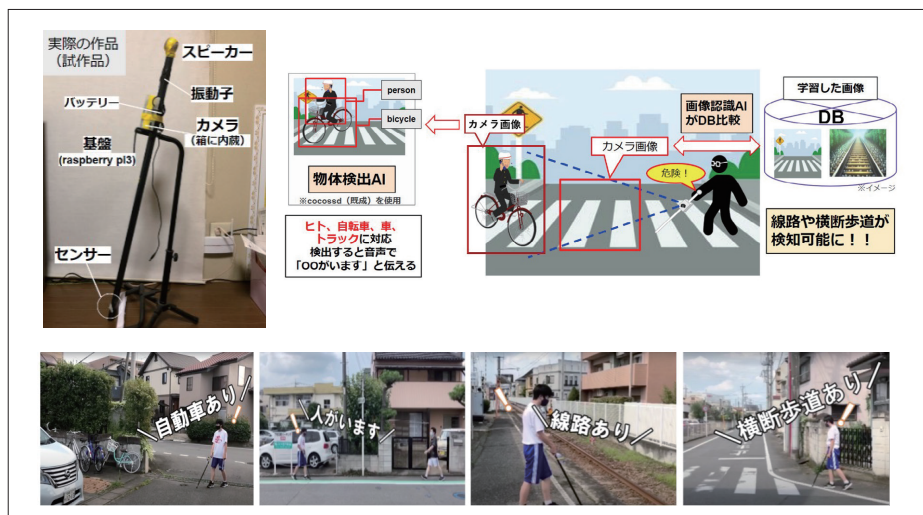 実際の作品
（試作品）
スピーカー
振動子
バッテリー
カメラ
（箱に内蔵）
基盤
(raspberry pI3)
センサー
person
bicycle
カメラ画像
物体検出AI
※cocossd（既成）を使用
ヒト、自転車、車、
トラックに対応
検出すると音声で
「OOがいます」と伝える
カメラ画像
画像認識AI
がDB比較
危険！
学習した画像
DB
※イメージ
線路や横断歩道が
検知可能に！！
＼自動車あり／
＼人がいます／
＼線路あり／
＼横断歩道あり／